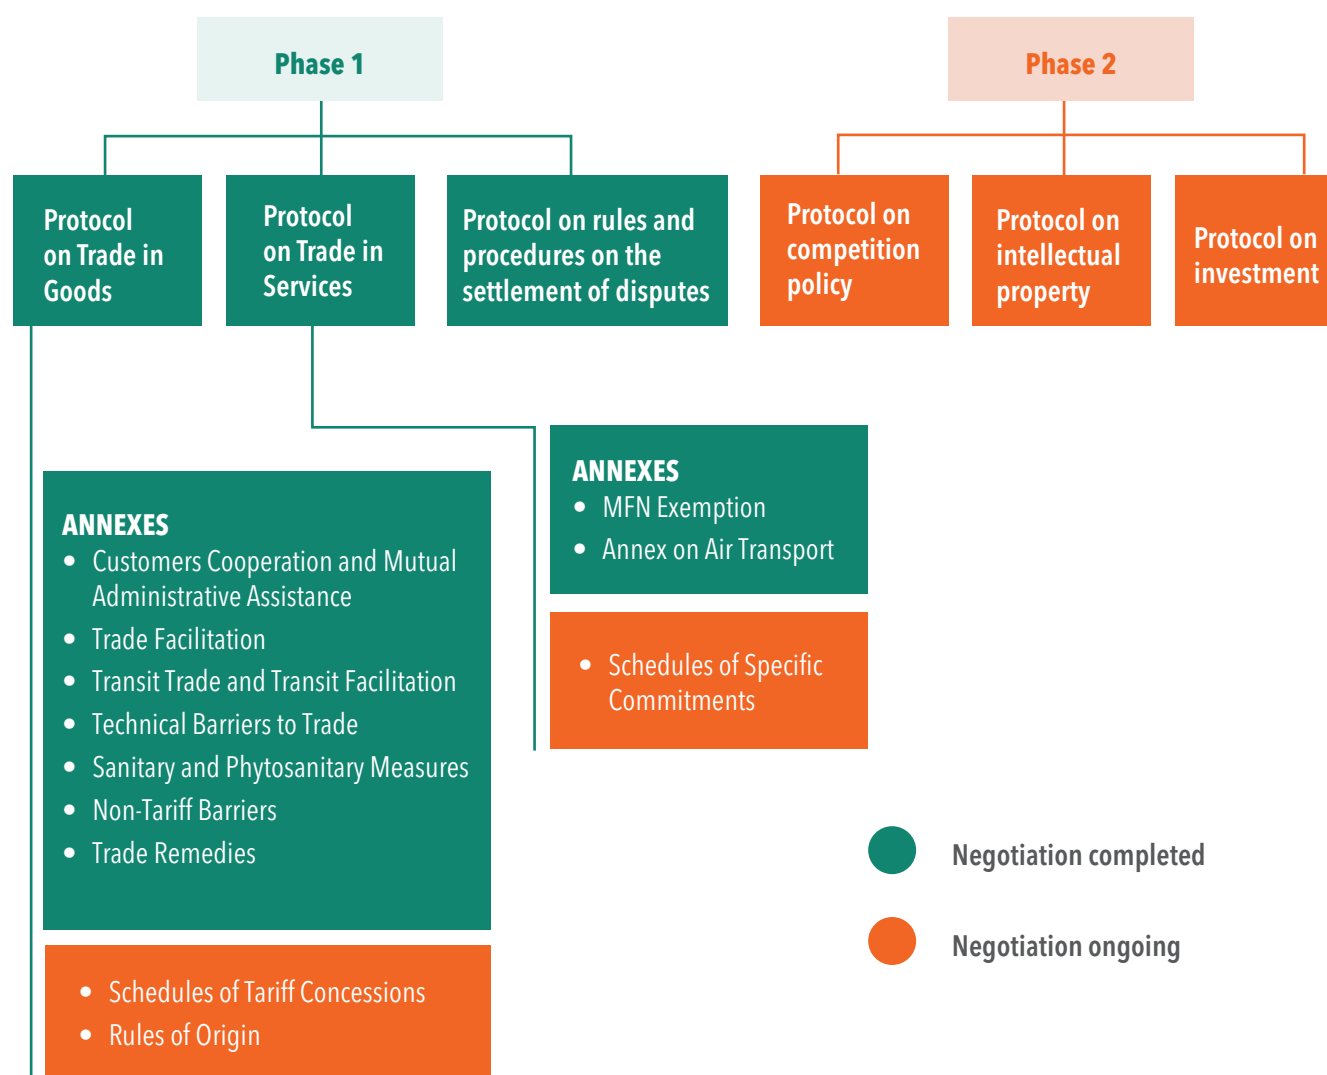 Phase 1
Phase 2
Protocol
on Trade in
Goods
Protocol
on Trade in
Services
Protocol on rules and
procedures on the
settlement of disputes
Protocol on
competition
policy
Protocol on
intellectual
property
Protocol on
investment
ANNEXES
• MFN Exemption
• Annex on Air Transport
• Schedules of Specific
Commitments
ANNEXES
• Customers Cooperation and Mutual
Administrative Assistance
• Trade Facilitation
• Transit Trade and Transit Facilitation
• Technical Barriers to Trade
• Sanitary and Phytosanitary Measures
• Non-Tariff Barriers
• Trade Remedies
• Schedules of Tariff Concessions
• Rules of Origin
Negotiation completed
Negotiation ongoing